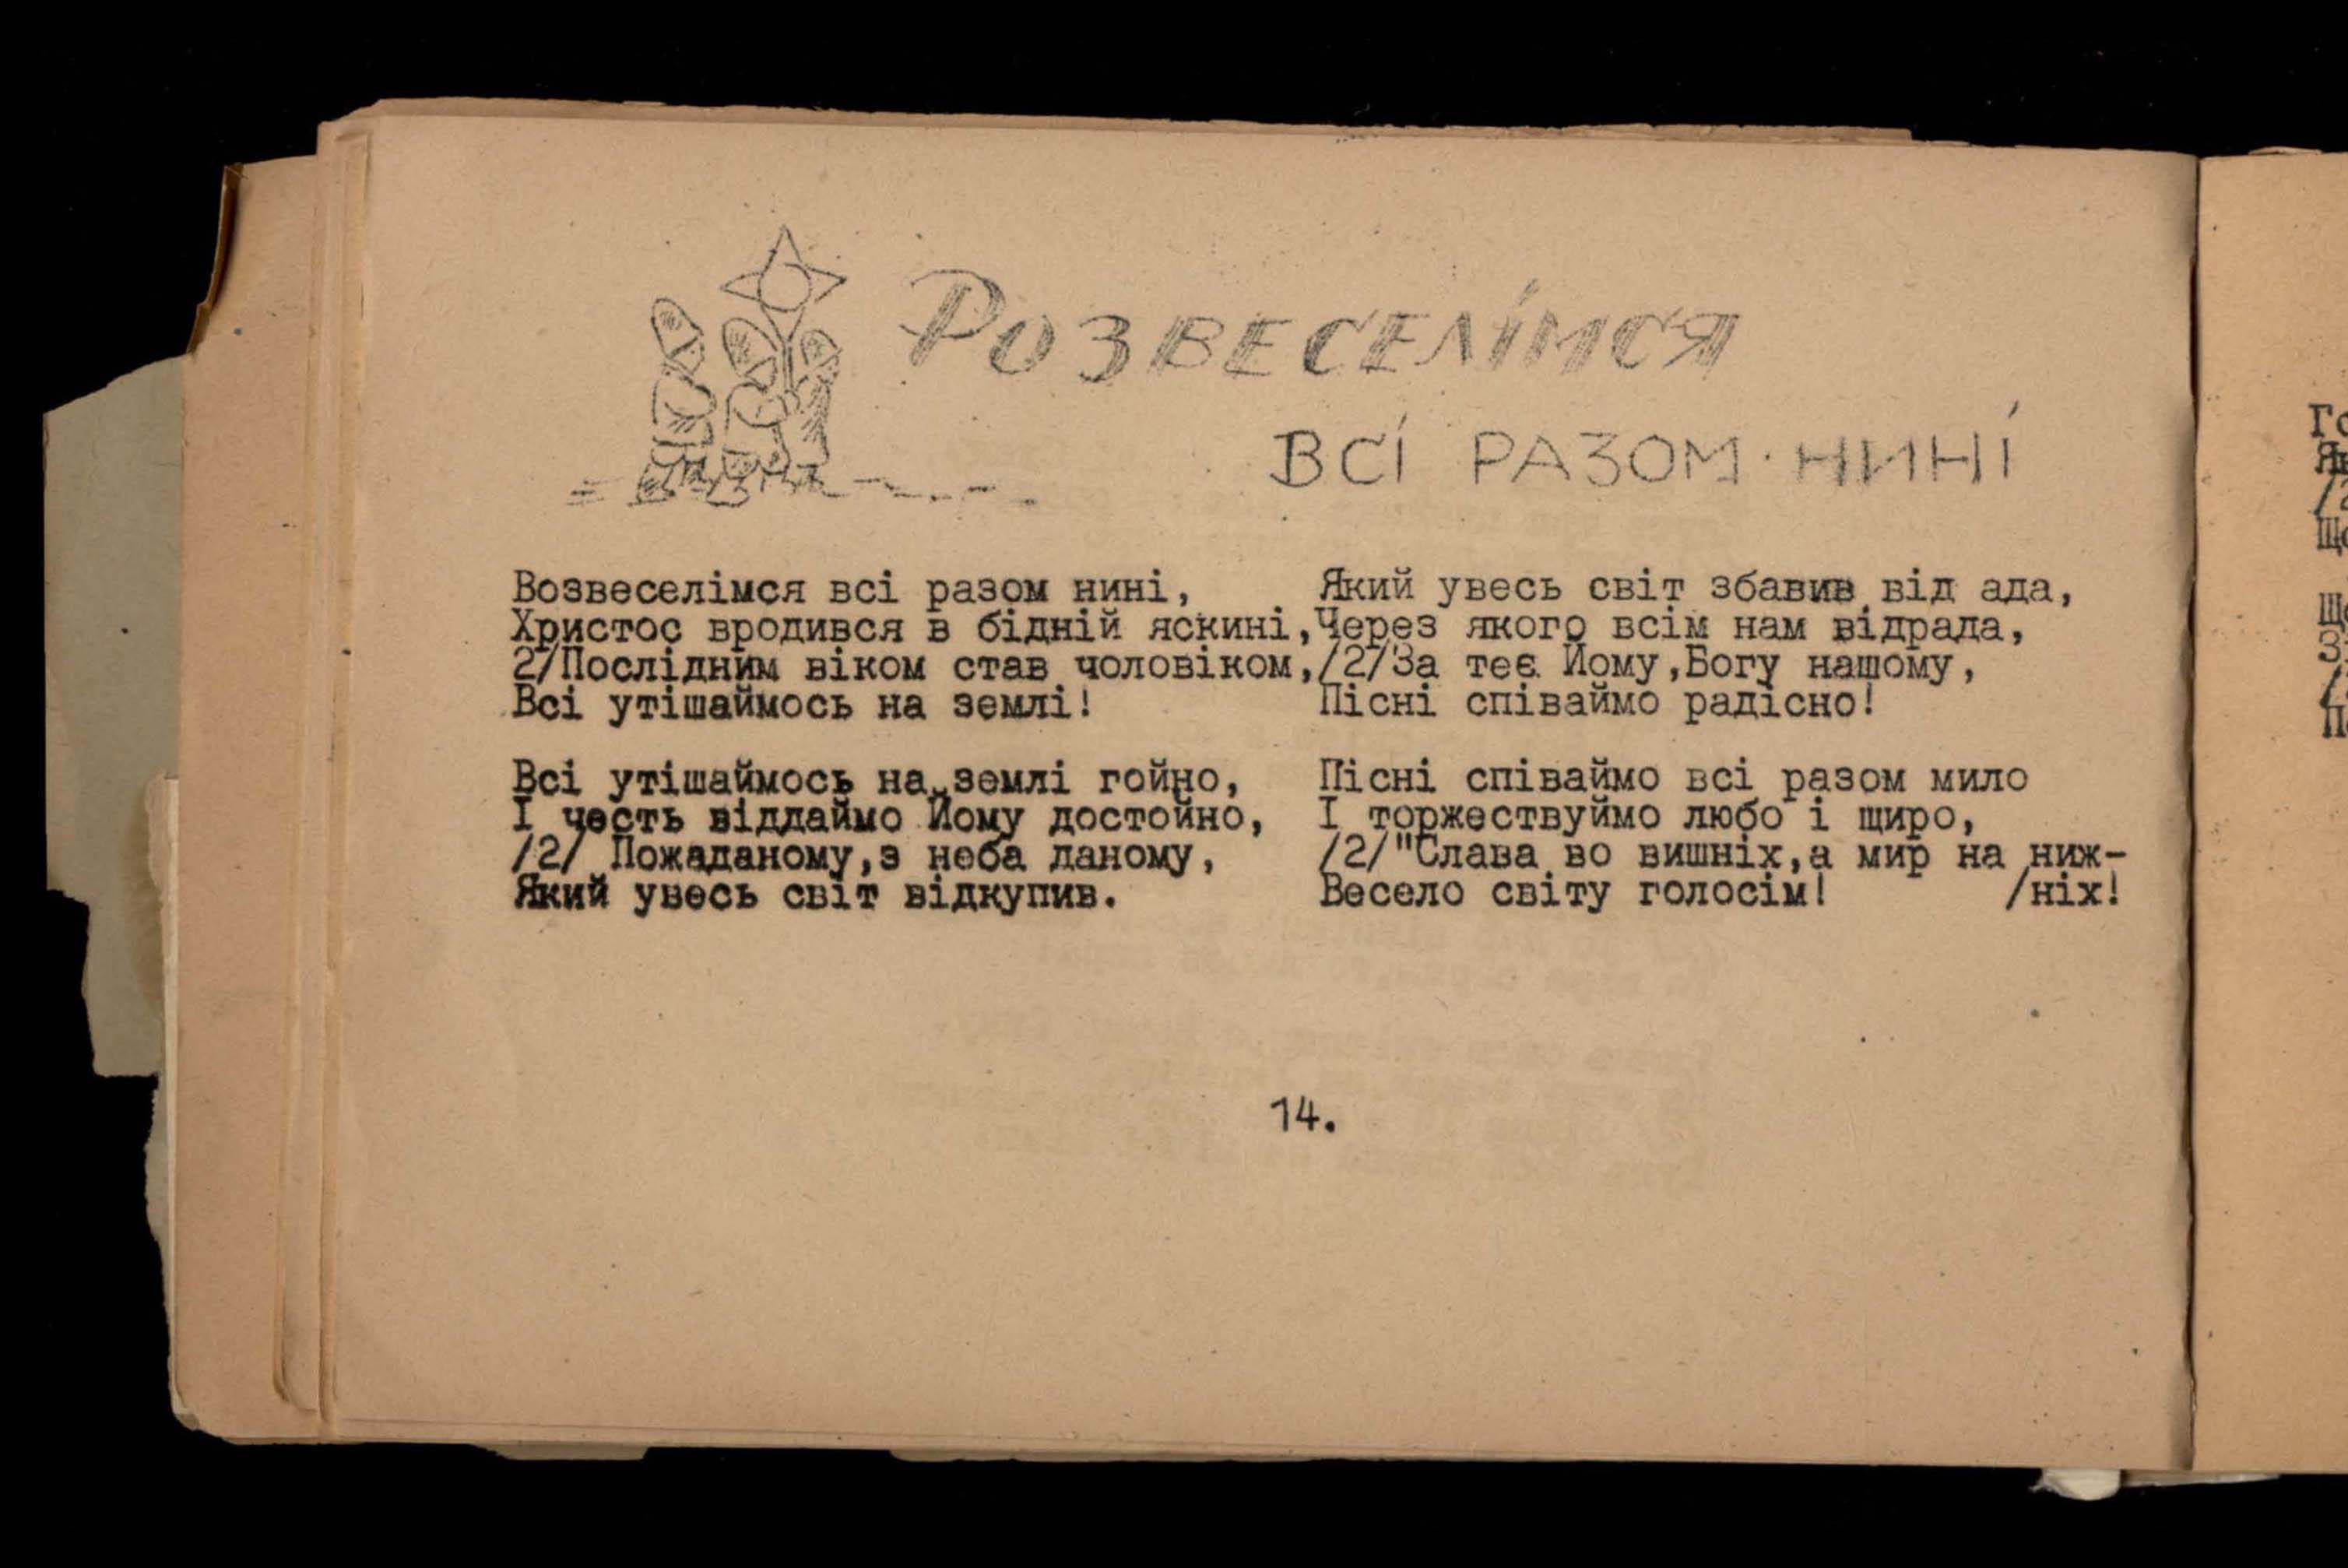 Розвеселімся
ВСІ РАЗОМ НИНІ
Возвеселімся всі разом нині,
Христос вродився в бідній яскині,
2/Послідним віком став чоловіком,
Всі утішаймось на землі!
Всі утішаймось на землі гойно,
І честь віддаймо Йому достойно,
/2/ Пожаданому,з неба даному,
Який увесь світ відкупив.
Який увесь світ збавив від ада,
Через якого всім нам відрада,
/2/За теє Йому,Богу нашому,
Пісні співаймо радісно!
Пісні співаймо всі разом мило
І торжествуймо любо і щиро,
/2/"Слава во вишніх,а мир на ниж-
Весело світу голосім! /ніх!
14.